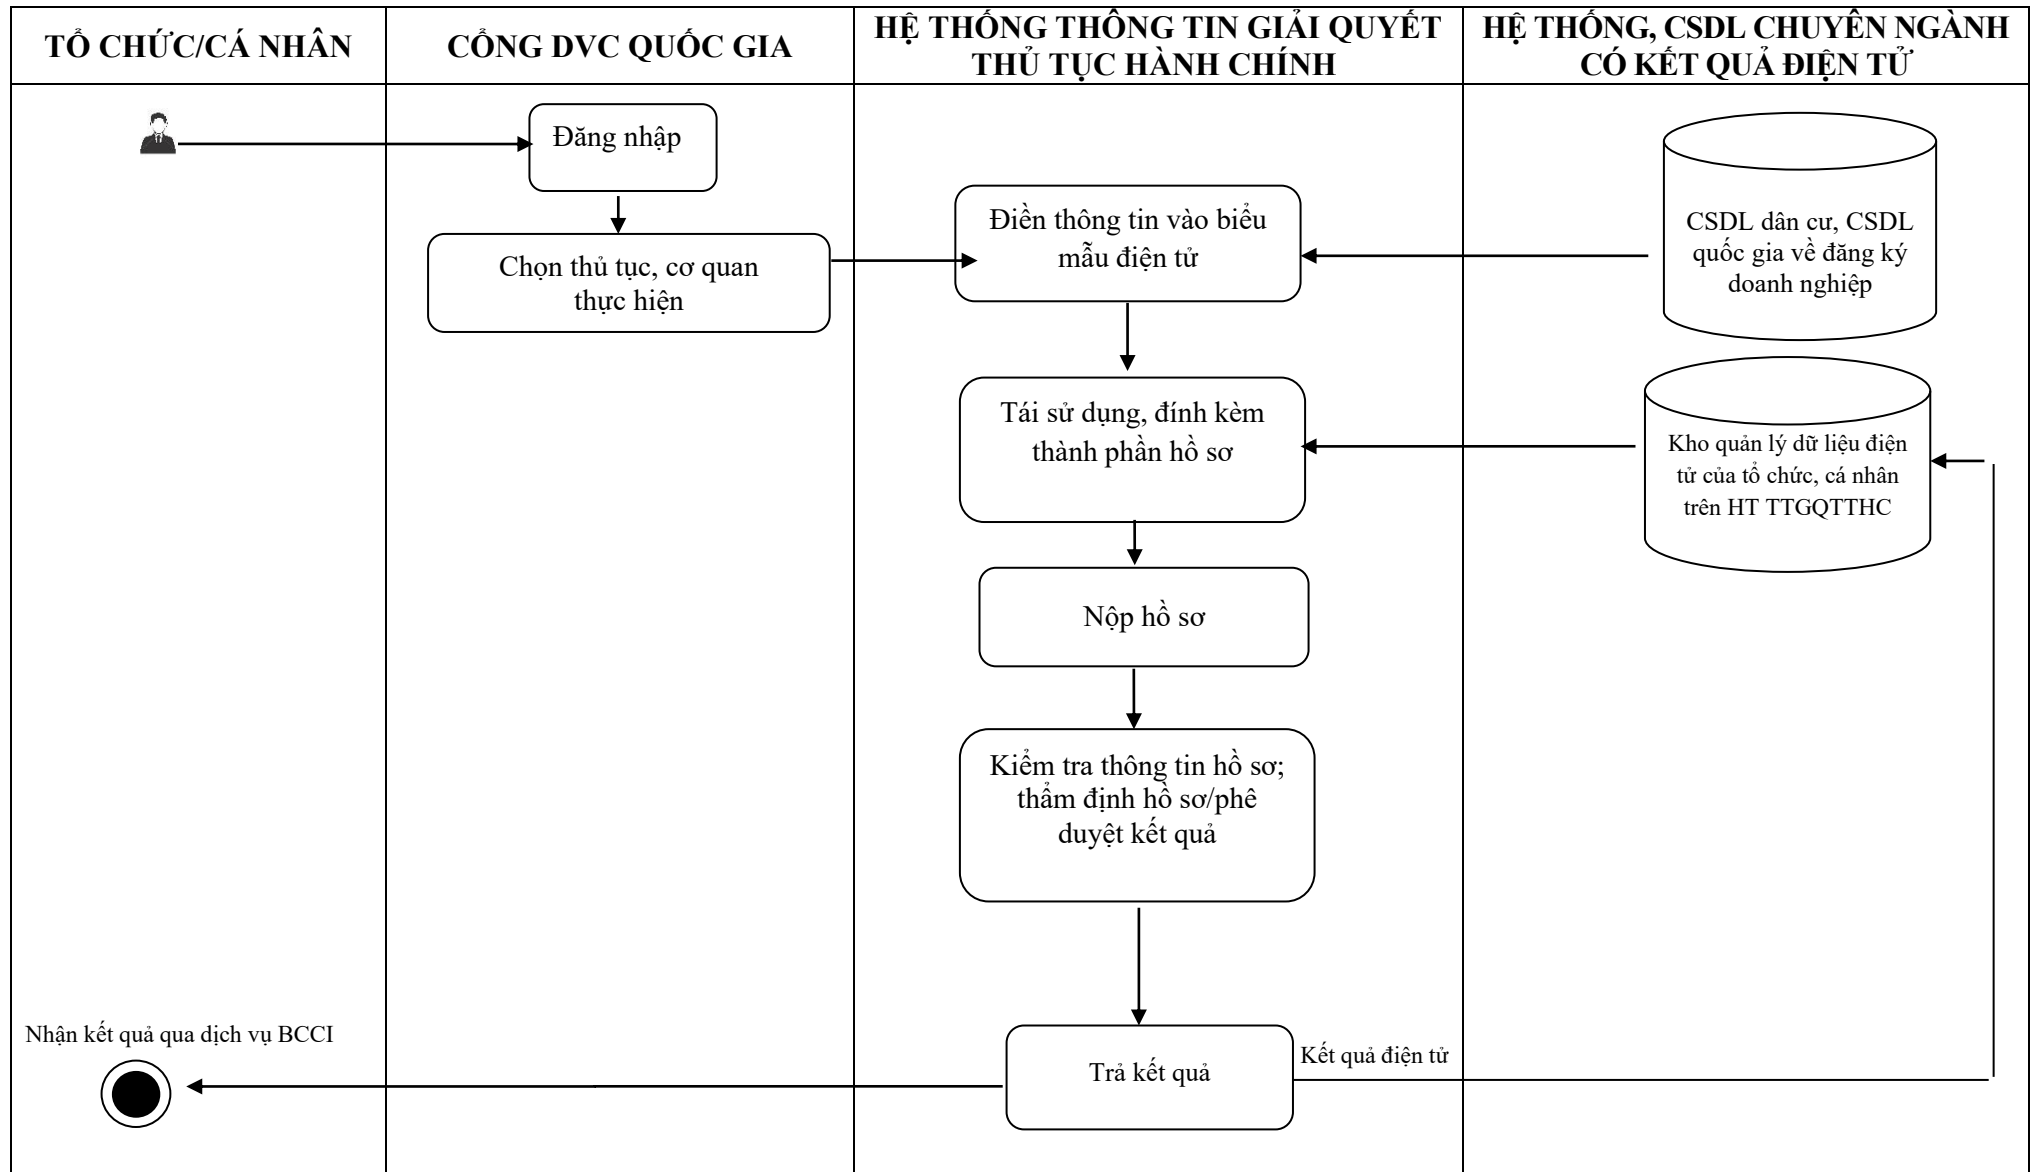 TỔ CHỨC/CÁ NHÂN
CỔNG DVC QUỐC GIA
HỆ THỐNG THÔNG TIN GIẢI QUYẾT
THỦ TỤC HÀNH CHÍNH
HỆ THỐNG, CSDL CHUYÊN NGÀNH
CÓ KẾT QUẢ ĐIỆN TỬ
Đăng nhập
Chọn thủ tục, cơ quan
thực hiện
Điền thông tin vào biểu
mẫu điện tử
CSDL dân cư, CSDL
quốc gia về đăng ký
doanh nghiệp
Tái sử dụng, đính kèm
thành phần hồ sơ
Kho quản lý dữ liệu điện
tử của tổ chức, cá nhân
trên HT TTGQTTHC
Nộp hồ sơ
Kiểm tra thông tin hồ sơ;
thẩm định hồ sơ/phê
duyệt kết quả
Nhận kết quả qua dịch vụ BCCI
Trả kết quả
Kết quả điện tử